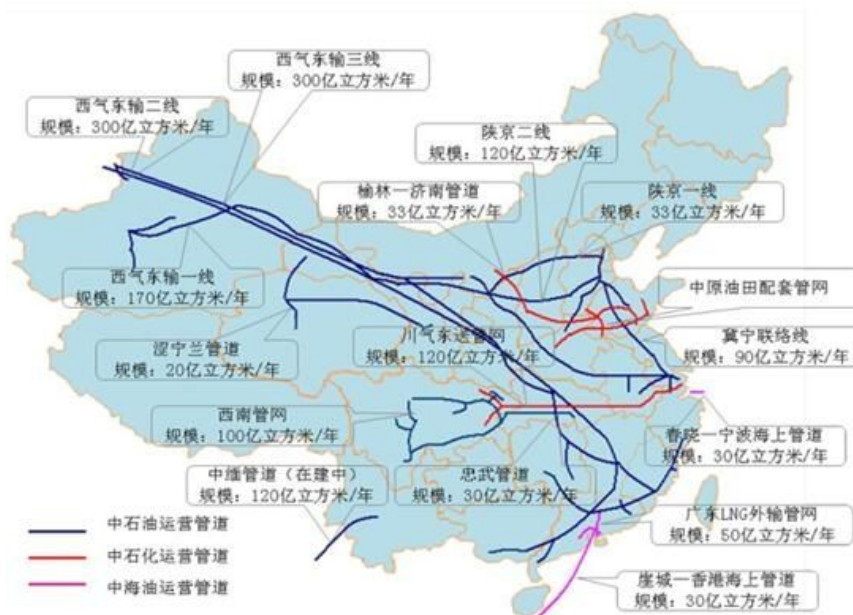 西气东输三线
规模：300亿立方米/年
西气东输二线
规模：300亿立方米/年
陕京二线
规模：120亿立方米/年
榆林一济南管道
规模：33亿立方米/年
陕京一线
规模：33亿立方米/年
西气东输一线
规模：170亿立方米/年
中原油田配套管网
川气东送管网
规模：120亿立方米/年
冀宁联络线
规模：90亿立方米/年
涩宁兰管道
规模：20亿立方米/年
西南管网
规模：100亿立方米/年
春晓一宁波海上管道
规模：30亿立方米/年
中缅管道（在建中）
规模：120亿立方米/年
忠武管道
规模：30亿立方米/年
广东LNG外输管网
规模：50亿立方米/年
中石油运营管道
中石化运营管道
中海油运营管道
崖城一香港海上管道
规模：30亿立方米/年